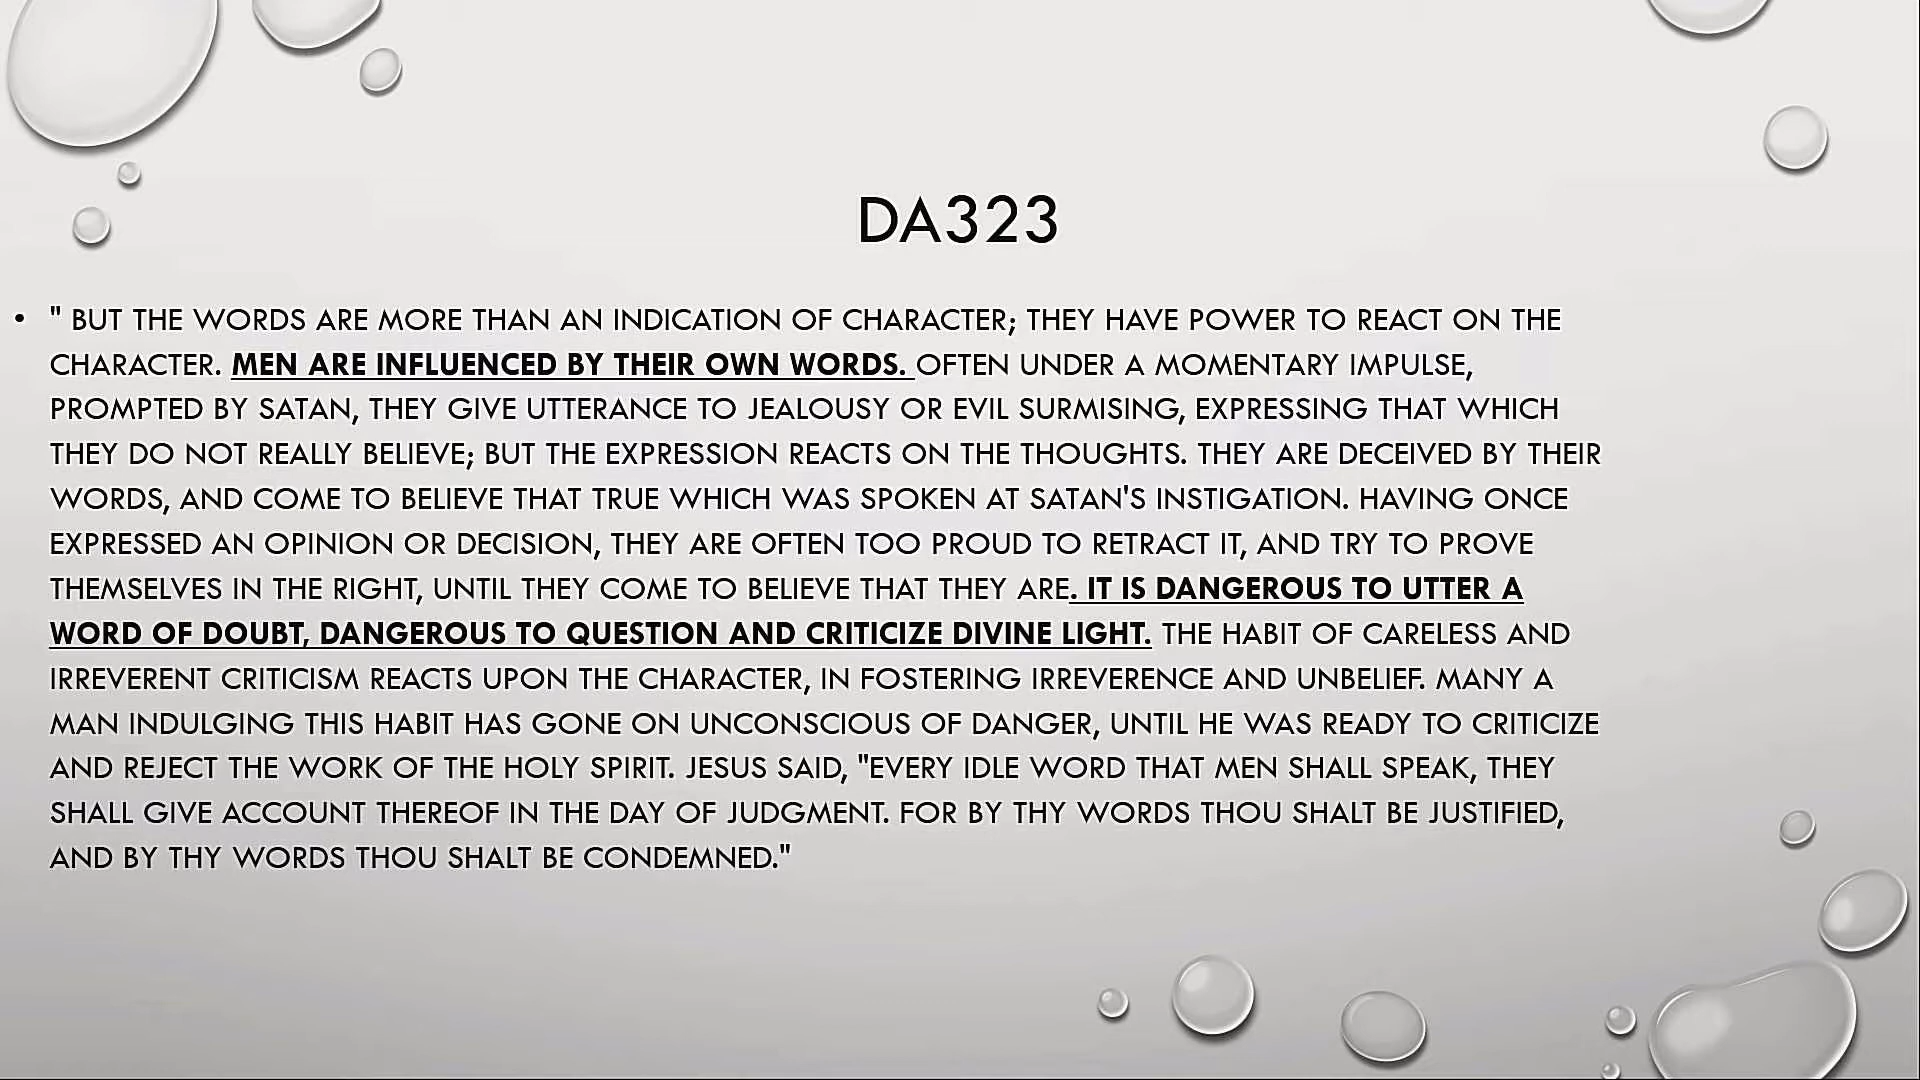 DA323
• " BUT THE WORDS ARE MORE THAN AN INDICATION OF CHARACTER; THEY HAVE POWER TO REACT ON THE
CHARACTER. MEN ARE INFLUENCED BY THEIR OWN WORDS. OFTEN UNDER A MOMENTARY IMPULSE,
PROMPTED BY SATAN, THEY GIVE UTTERANCE TO JEALOUSY OR EVIL SURMISING, EXPRESSING THAT WHICH
THEY DO NOT REALLY BELIEVE; BUT THE EXPRESSION REACTS ON THE THOUGHTS. THEY ARE DECEIVED BY THEIR
WORDS, AND COME TO BELIEVE THAT TRUE WHICH WAS SPOKEN AT SATAN'S INSTIGATION. HAVING ONCE
EXPRESSED AN OPINION OR DECISION, THEY ARE OFTEN TOO PROUD TO RETRACT IT, AND TRY TO PROVE
THEMSELVES IN THE RIGHT, UNTIL THEY COME TO BELIEVE THAT THEY ARE. IT IS DANGEROUS TO UTTER A
WORD OF DOUBT, DANGEROUS TO QUESTION AND CRITICIZE DIVINE LIGHT. THE HABIT OF CARELESS AND
IRREVERENT CRITICISM REACTS UPON THE CHARACTER, IN FOSTERING IRREVERENCE AND UNBELIEF. MANY A
MAN INDULGING THIS HABIT HAS GONE ON UNCONSCIOUS OF DANGER, UNTIL HE WAS READY TO CRITICIZE
AND REJECT THE WORK OF THE HOLY SPIRIT. JESUS SAID, "EVERY IDLE WORD THAT MEN SHALL SPEAK, THEY
SHALL GIVE ACCOUNT THEREOF IN THE DAY OF JUDGMENT. FOR BY THY WORDS THOU SHALT BE JUSTIFIED,
AND BY THY WORDS THOU SHALT BE CONDEMNED."